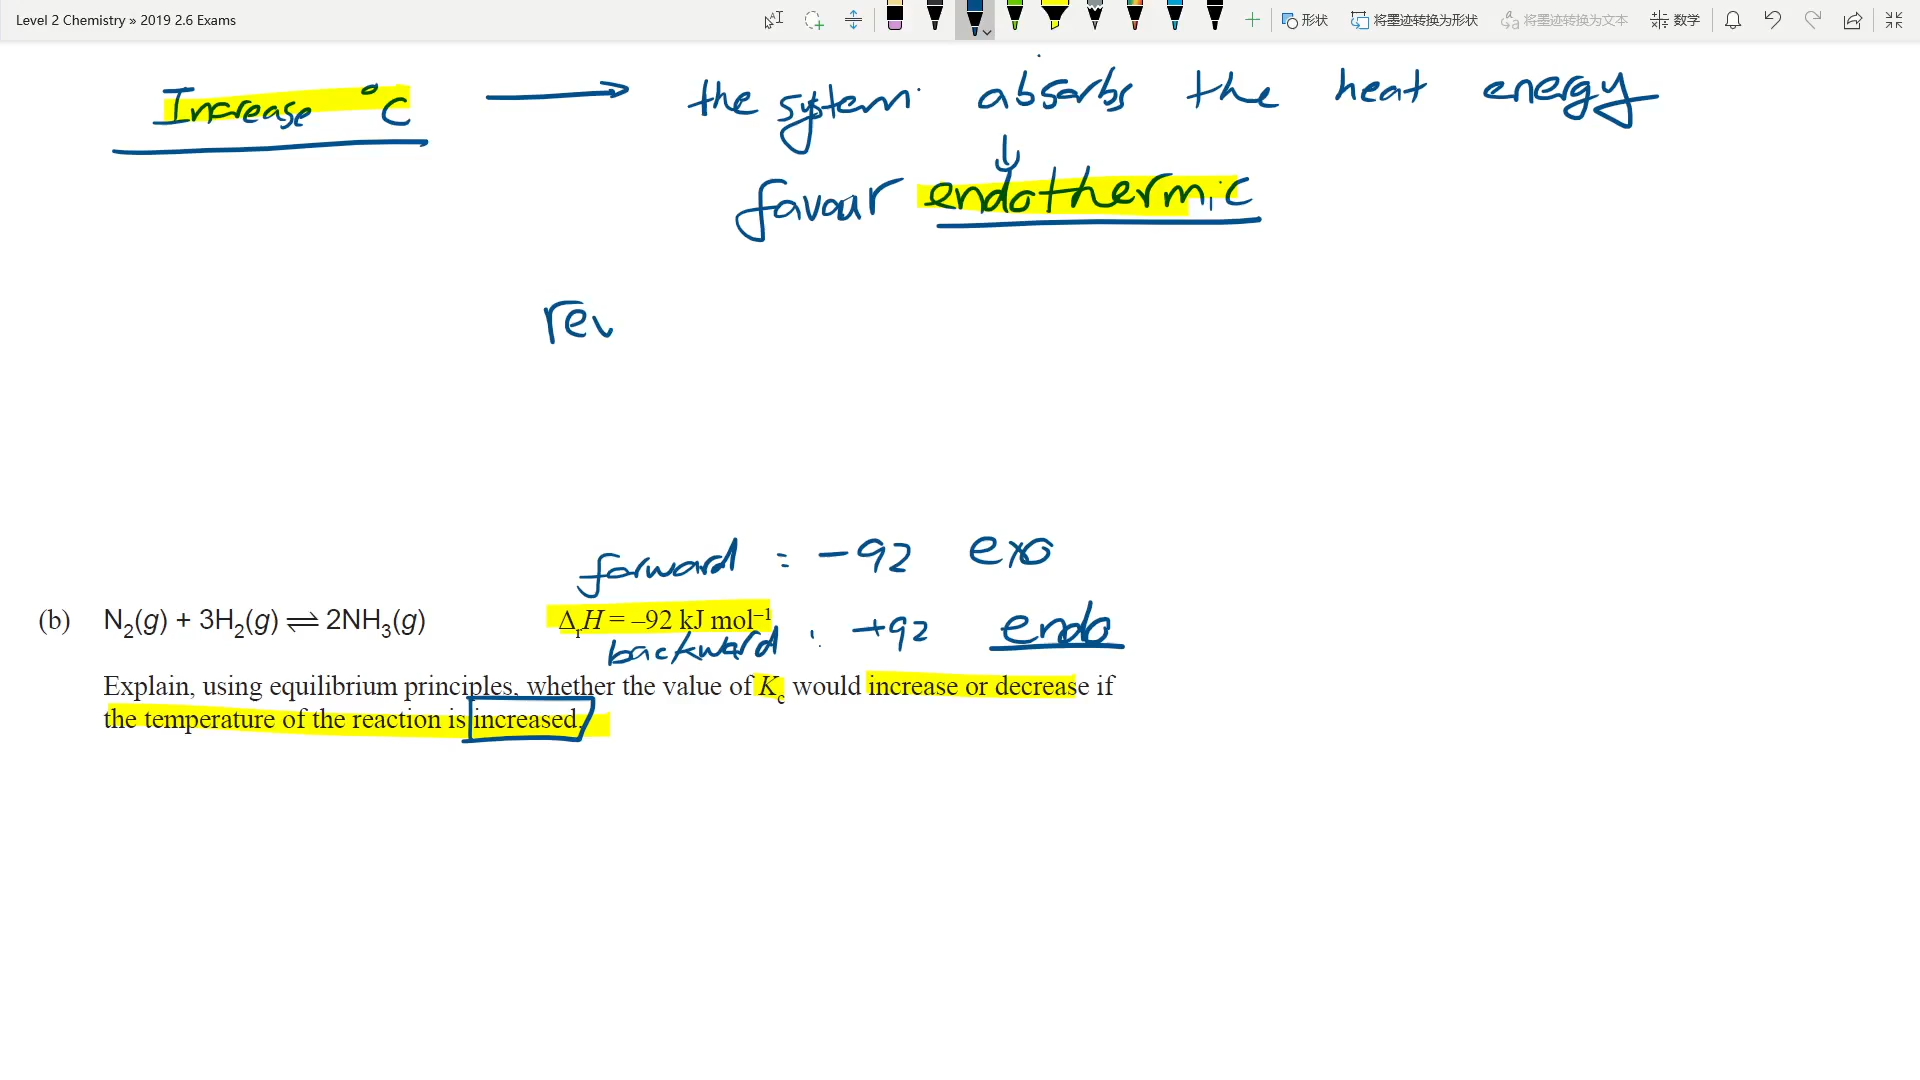 Level 2 Chemistry » 2019 2.6 Exams
形状
将墨迹转换为形状
将墨迹转换为文本
数学
Increase °C → the system absorbs the heat energy
↓
favour endothermic
rev
forward : -92 exo
(b) N₂(g) + 3H₂(g) ⇌ 2NH₃(g) ΔᵣH = –92 kJ mol⁻¹
backward : +92 endo
Explain, using equilibrium principles, whether the value of Kc would increase or decrease if
the temperature of the reaction is increased.